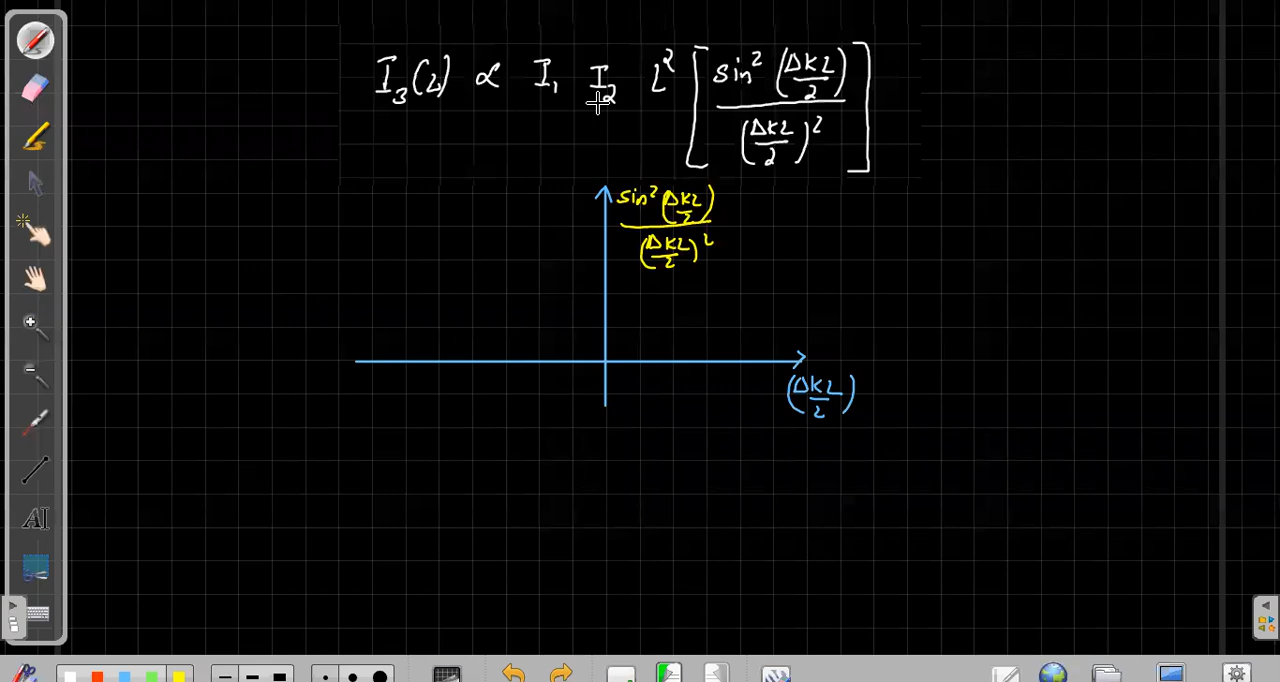 I₃(L) ∝ I₁ I₂ L² [ sin² (ΔkL/2) / (ΔkL/2)² ]
sin² (ΔkL/2) / (ΔkL/2)²
(ΔkL/2)
AI